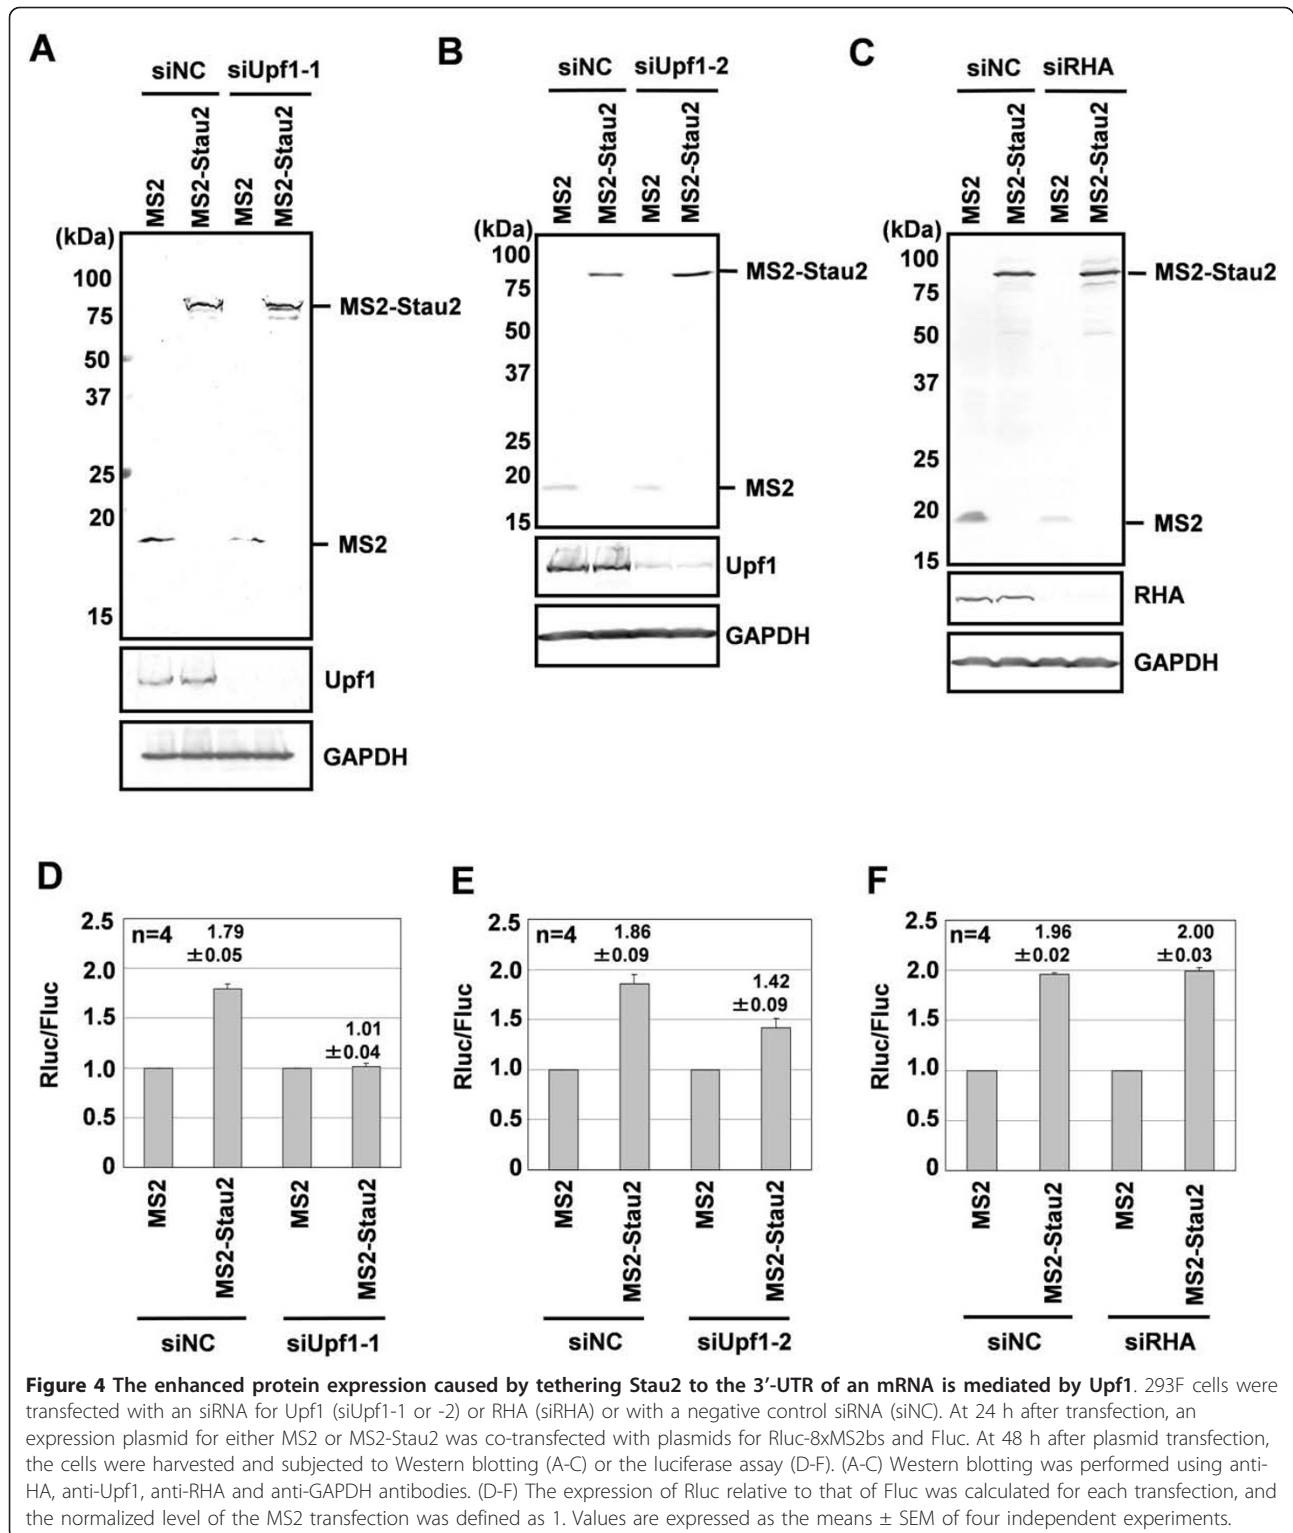 A
siNC siUpf1-1
MS2
MS2-Stau2
MS2
MS2-Stau2
(kDa)
100
75
50
37
25
20
15
MS2-Stau2
MS2
Upf1
GAPDH
B
siNC siUpf1-2
MS2
MS2-Stau2
MS2
MS2-Stau2
(kDa)
100
75
50
37
25
20
15
MS2-Stau2
MS2
Upf1
GAPDH
C
siNC siRHA
MS2
MS2-Stau2
MS2
MS2-Stau2
(kDa)
100
75
50
37
25
20
15
MS2-Stau2
MS2
RHA
GAPDH
D
Rluc/Fluc
2.5
2.0
1.5
1.0
0.5
0
n=4
1.79
±0.05
1.01
±0.04
MS2
MS2-Stau2
MS2
MS2-Stau2
siNC siUpf1-1
E
Rluc/Fluc
2.5
2.0
1.5
1.0
0.5
0
n=4
1.86
±0.09
1.42
±0.09
MS2
MS2-Stau2
MS2
MS2-Stau2
siNC siUpf1-2
F
Rluc/Fluc
2.5
2.0
1.5
1.0
0.5
0
n=4
1.96
±0.02
2.00
±0.03
MS2
MS2-Stau2
MS2
MS2-Stau2
siNC siRHA
Figure 4 The enhanced protein expression caused by tethering Stau2 to the 3’-UTR of an mRNA is mediated by Upf1. 293F cells were
transfected with an siRNA for Upf1 (siUpf1-1 or -2) or RHA (siRHA) or with a negative control siRNA (siNC). At 24 h after transfection, an
expression plasmid for either MS2 or MS2-Stau2 was co-transfected with plasmids for Rluc-8xMS2bs and Fluc. At 48 h after plasmid transfection,
the cells were harvested and subjected to Western blotting (A-C) or the luciferase assay (D-F). (A-C) Western blotting was performed using anti-
HA, anti-Upf1, anti-RHA and anti-GAPDH antibodies. (D-F) The expression of Rluc relative to that of Fluc was calculated for each transfection, and
the normalized level of the MS2 transfection was defined as 1. Values are expressed as the means ± SEM of four independent experiments.